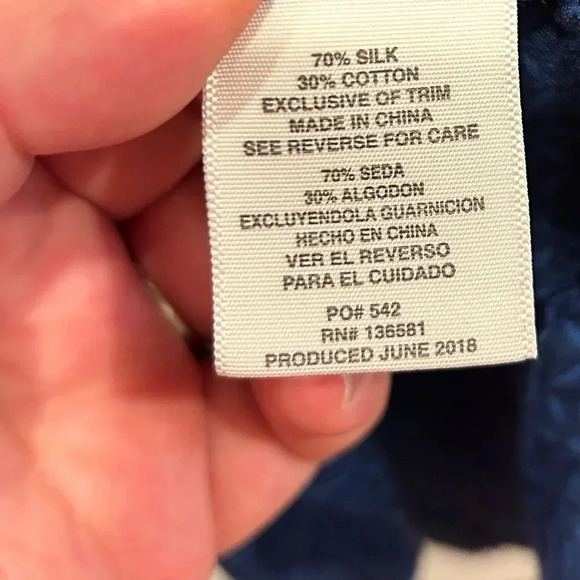 70% SILK
30% COTTON
EXCLUSIVE OF TRIM
MADE IN CHINA
SEE REVERSE FOR CARE
70% SEDA
30% ALGODON
EXCLUYENDOLA GUARNICION
HECHO EN CHINA
VER EL REVERSO
PARA EL CUIDADO
PO# 542
RN# 136581
PRODUCED JUNE 2018